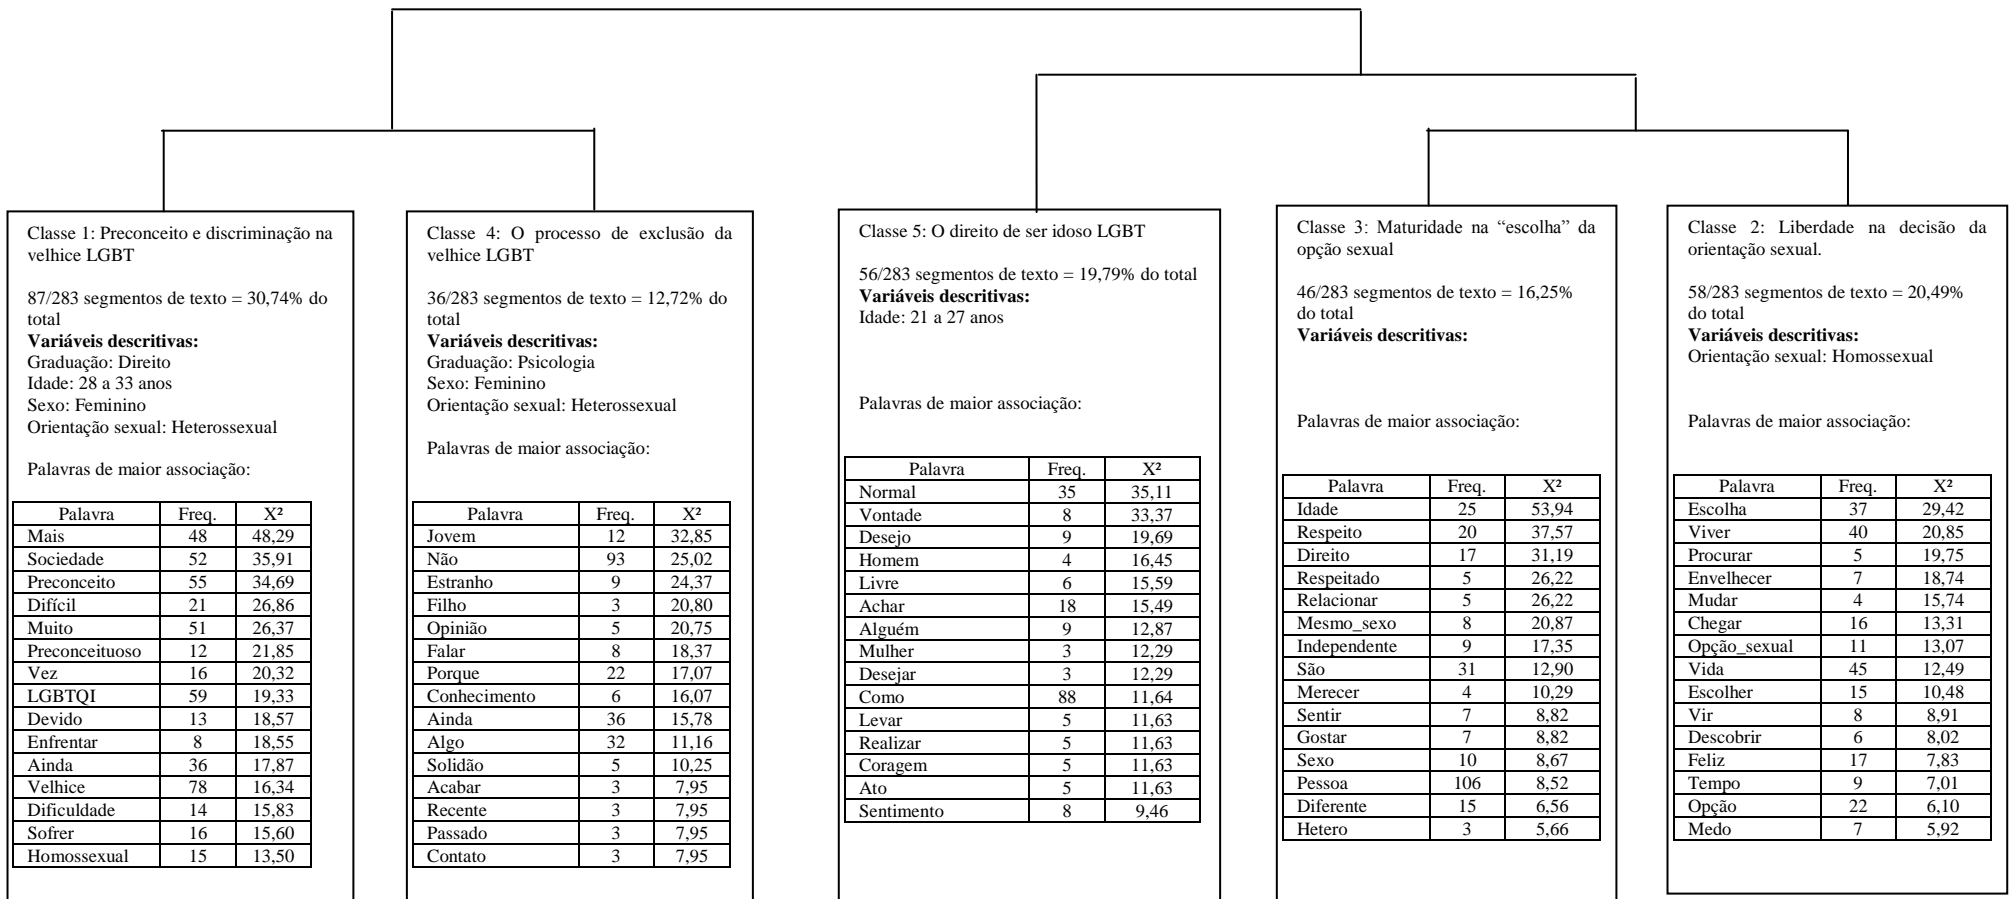 Classe 1: Preconceito e discriminação na
velhice LGBT
87/283 segmentos de texto = 30,74% do
total
Variáveis descritivas:
Graduação: Direito
Idade: 28 a 33 anos
Sexo: Feminino
Orientação sexual: Heterossexual
Palavras de maior associação:
Palavra Freq. X²
Mais 48 48,29
Sociedade 52 35,91
Preconceito 55 34,69
Difícil 21 26,86
Muito 51 26,37
Preconceituoso 12 21,85
Vez 16 20,32
LGBTQI 59 19,33
Devido 13 18,57
Enfrentar 8 18,55
Ainda 36 17,87
Velhice 78 16,34
Dificuldade 14 15,83
Sofrer 16 15,60
Homossexual 15 13,50
Classe 4: O processo de exclusão da
velhice LGBT
36/283 segmentos de texto = 12,72% do
total
Variáveis descritivas:
Graduação: Psicologia
Sexo: Feminino
Orientação sexual: Heterossexual
Palavras de maior associação:
Palavra Freq. X²
Jovem 12 32,85
Não 93 25,02
Estranho 9 24,37
Filho 3 20,80
Opinião 5 20,75
Falar 8 18,37
Porque 22 17,07
Conhecimento 6 16,07
Ainda 36 15,78
Algo 32 11,16
Solidão 5 10,25
Acabar 3 7,95
Recente 3 7,95
Passado 3 7,95
Contato 3 7,95
Classe 5: O direito de ser idoso LGBT
56/283 segmentos de texto = 19,79% do total
Variáveis descritivas:
Idade: 21 a 27 anos
Palavras de maior associação:
Palavra Freq. X²
Normal 35 35,11
Vontade 8 33,37
Desejo 9 19,69
Homem 4 16,45
Livre 6 15,59
Achar 18 15,49
Alguém 9 12,87
Mulher 3 12,29
Desejar 3 12,29
Como 88 11,64
Levar 5 11,63
Realizar 5 11,63
Coragem 5 11,63
Ato 5 11,63
Sentimento 8 9,46
Classe 3: Maturidade na “escolha” da
opção sexual
46/283 segmentos de texto = 16,25%
do total
Variáveis descritivas:
Palavras de maior associação:
Palavra Freq. X²
Idade 25 53,94
Respeito 20 37,57
Direito 17 31,19
Respeitado 5 26,22
Relacionar 5 26,22
Mesmo_sexo 8 20,87
Independente 9 17,35
São 31 12,90
Merecer 4 10,29
Sentir 7 8,82
Gostar 7 8,82
Sexo 10 8,67
Pessoa 106 8,52
Diferente 15 6,56
Hetero 3 5,66
Classe 2: Liberdade na decisão da
orientação sexual.
58/283 segmentos de texto = 20,49%
do total
Variáveis descritivas:
Orientação sexual: Homossexual
Palavras de maior associação:
Palavra Freq. X²
Escolha 37 29,42
Viver 40 20,85
Procurar 5 19,75
Envelhecer 7 18,74
Mudar 4 15,74
Chegar 16 13,31
Opção_sexual 11 13,07
Vida 45 12,49
Escolher 15 10,48
Vir 8 8,91
Descobrir 6 8,02
Feliz 17 7,83
Tempo 9 7,01
Opção 22 6,10
Medo 7 5,92